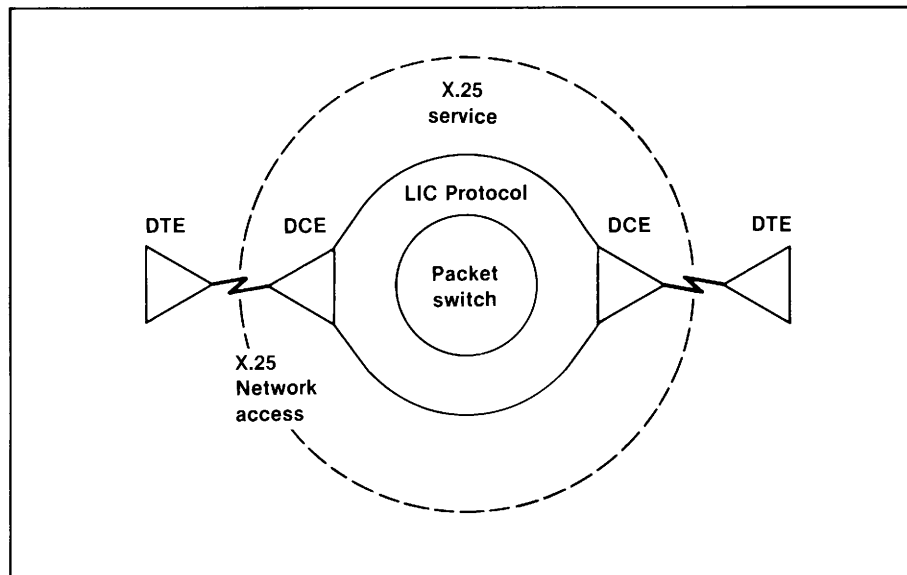 X.25
service
LIC Protocol
DTE
DCE
DCE
DTE
Packet
switch
X.25
Network
access